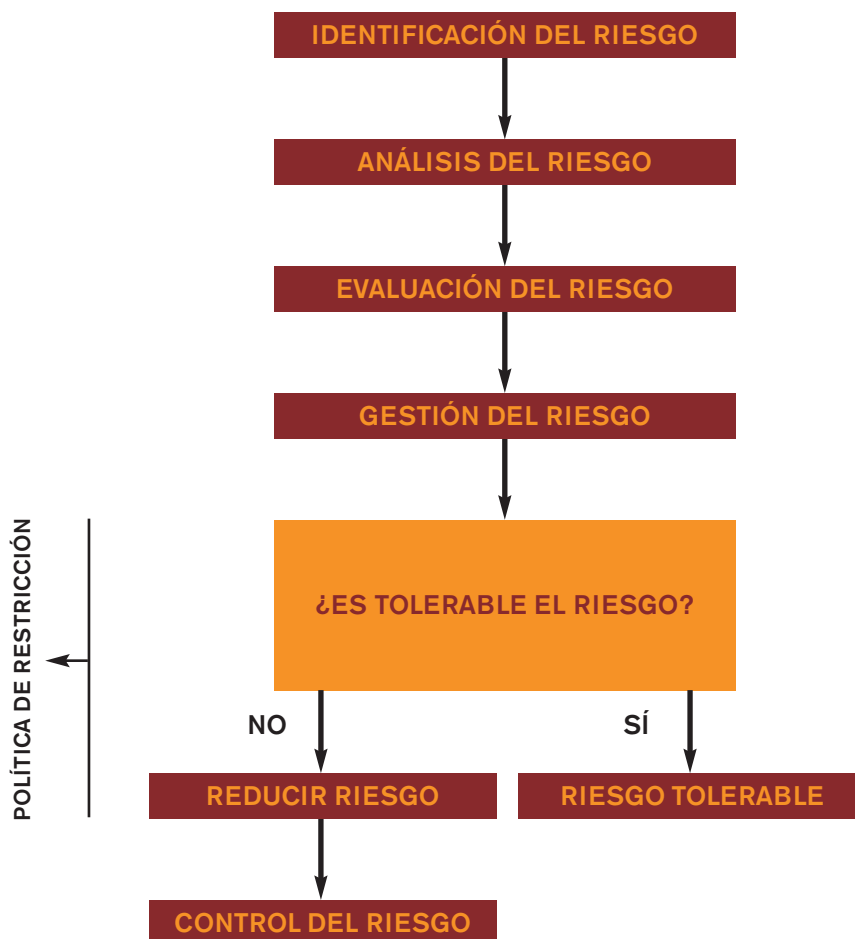 IDENTIFICACIÓN DEL RIESGO
ANÁLISIS DEL RIESGO
EVALUACIÓN DEL RIESGO
GESTIÓN DEL RIESGO
¿ES TOLERABLE EL RIESGO?
POLÍTICA DE RESTRICCIÓN
NO
SÍ
REDUCIR RIESGO
RIESGO TOLERABLE
CONTROL DEL RIESGO